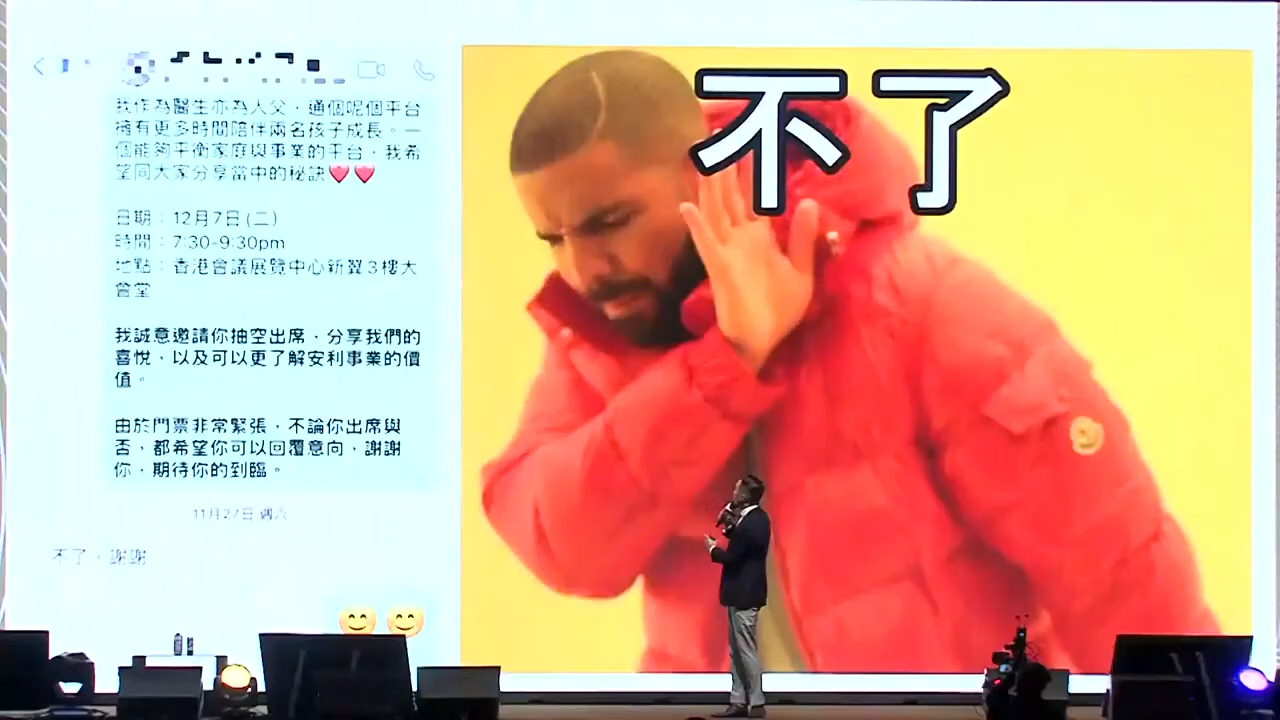 我作為醫生亦為人父，通個呢個平台
擁有更多時間陪伴兩名孩子成長。一
個能夠平衡家庭與事業的平台，我希
望同大家分享當中的秘訣❤️❤️
日期：12月7日(二)
時間：7:30-9:30pm
地點：香港會議展覽中心新翼3樓大
會堂
我誠意邀請你抽空出席，分享我們的
喜悅，以及可以更了解安利事業的價
值。
由於門票非常緊張，不論你出席與
否，都希望你可以回覆意向，謝謝
你，期待你的到臨。
11月27日 週六
不了，謝謝
😊😊
不了